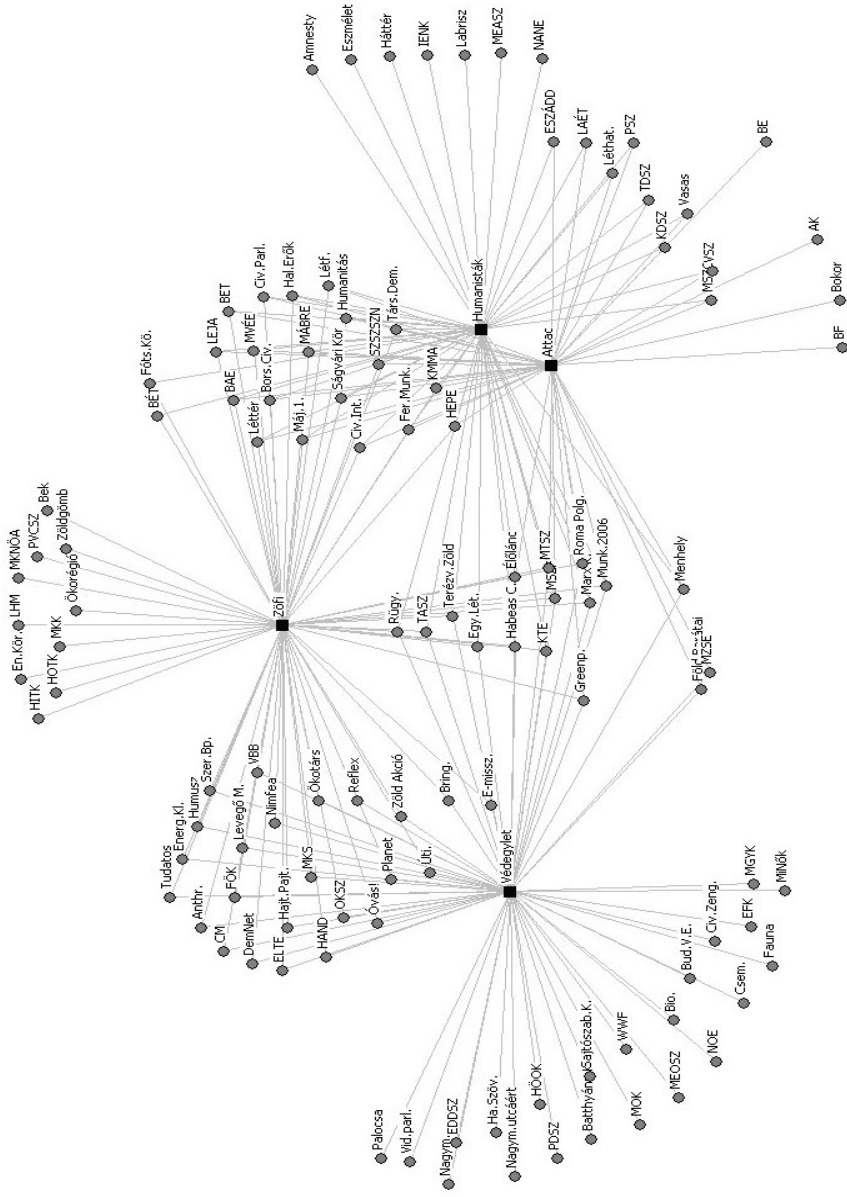 Amnesty
Eszmélet
Háttér
IENK
Labrisz
MEASZ
NANE
ESZÁDD
LAÉT
Léthat.
PSZ
TDSZ
Vasas
KDSZ
BE
AK
Bokor
BF
Humanisták
Attac
Civ.Parl.
Hal.Erők
Létf.
Humanitás
Társ.Dem.
BET
LEJA
MVÉE
MÁBRE
SZSZSZN
Ságvári Kör
KMMA
Fóts.Kö.
BÉT
BAE
Bors.Civ.
Léttér
Máj.1.
Civ.Int.
Fer.Munk.
HEPE
Bek
PVCSZ
Zöldgömb
MKNÖA
Ökorégió
LHM
MKK
En.Kör.
HOTK
HITK
Zöfi
Rügy.
TASZ
Terézv.Zöld
Egy.Lét.
Habeas C.
Élőlánc
MTSZ
Roma Polg.
Munk.2006
KTE
Greenp.
Menhely
MZSE
VBB
Szer.Bp.
Humusz
Energ.Kl.
Tudatos
Levegő M.
Nimfea
Ökotárs
Reflex
Zöld Akció
Bring.
E-missz.
Anthr.
FÖK
CM
DemNet
ELTE
Hajt.Pajt.
MKS
OKSZ
HAND
Óvás!
Planet
Úti.
Védegylet
MGYK
MiNők
Civ.Zeng.
EFK
Fauna
Bud.V.E.
Csem.
Bio.
NOE
WWF
MEOSZ
Sajtószab.K.
MOK
HÖOK
PDSZ
Ha.Szöv.
Nagym.utcáért
EDDSZ
Vid.parl.
Palocsa